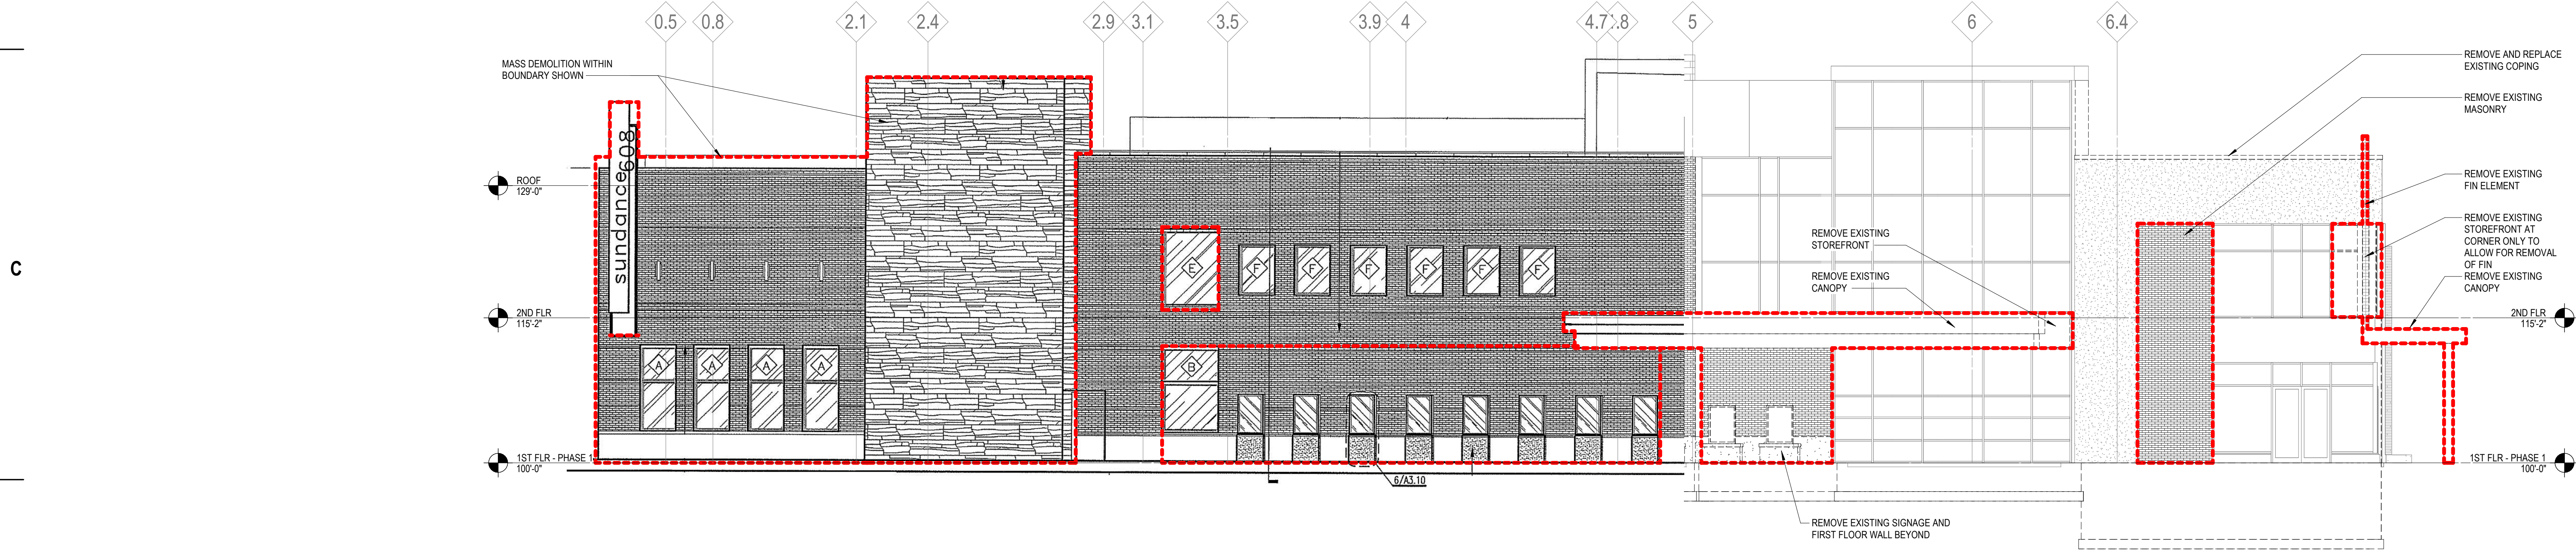 0.5
0.8
2.1
2.4
2.9
3.1
3.5
3.9
4
4.7
.8
5
6
6.4
MASS DEMOLITION WITHIN
BOUNDARY SHOWN
REMOVE AND REPLACE
EXISTING COPING
REMOVE EXISTING
MASONRY
REMOVE EXISTING
FIN ELEMENT
REMOVE EXISTING
STOREFRONT AT
CORNER ONLY TO
ALLOW FOR REMOVAL
OF FIN
REMOVE EXISTING
CANOPY
sundance608
ROOF
129'-0"
C
E
F
F
F
F
F
F
REMOVE EXISTING
STOREFRONT
REMOVE EXISTING
CANOPY
2ND FLR
115'-2"
2ND FLR
115'-2"
A
A
A
A
B
1ST FLR - PHASE 1
100'-0"
1ST FLR - PHASE 1
100'-0"
6/A3.10
REMOVE EXISTING SIGNAGE AND
FIRST FLOOR WALL BEYOND